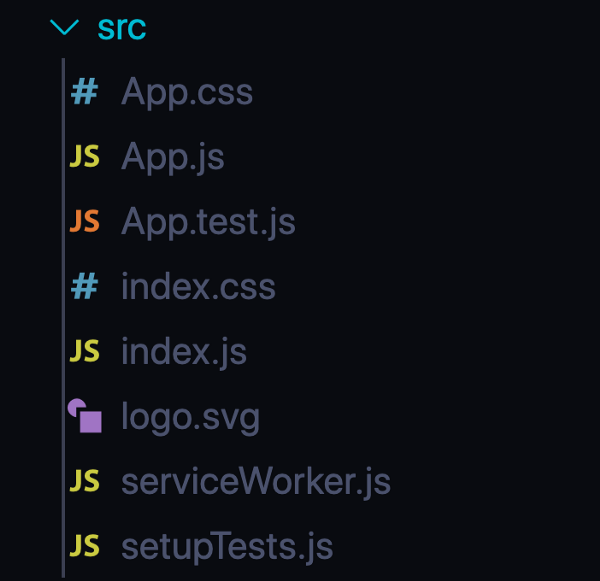 src
# App.css
JS App.js
JS App.test.js
# index.css
JS index.js
logo.svg
JS serviceWorker.js
JS setupTests.js